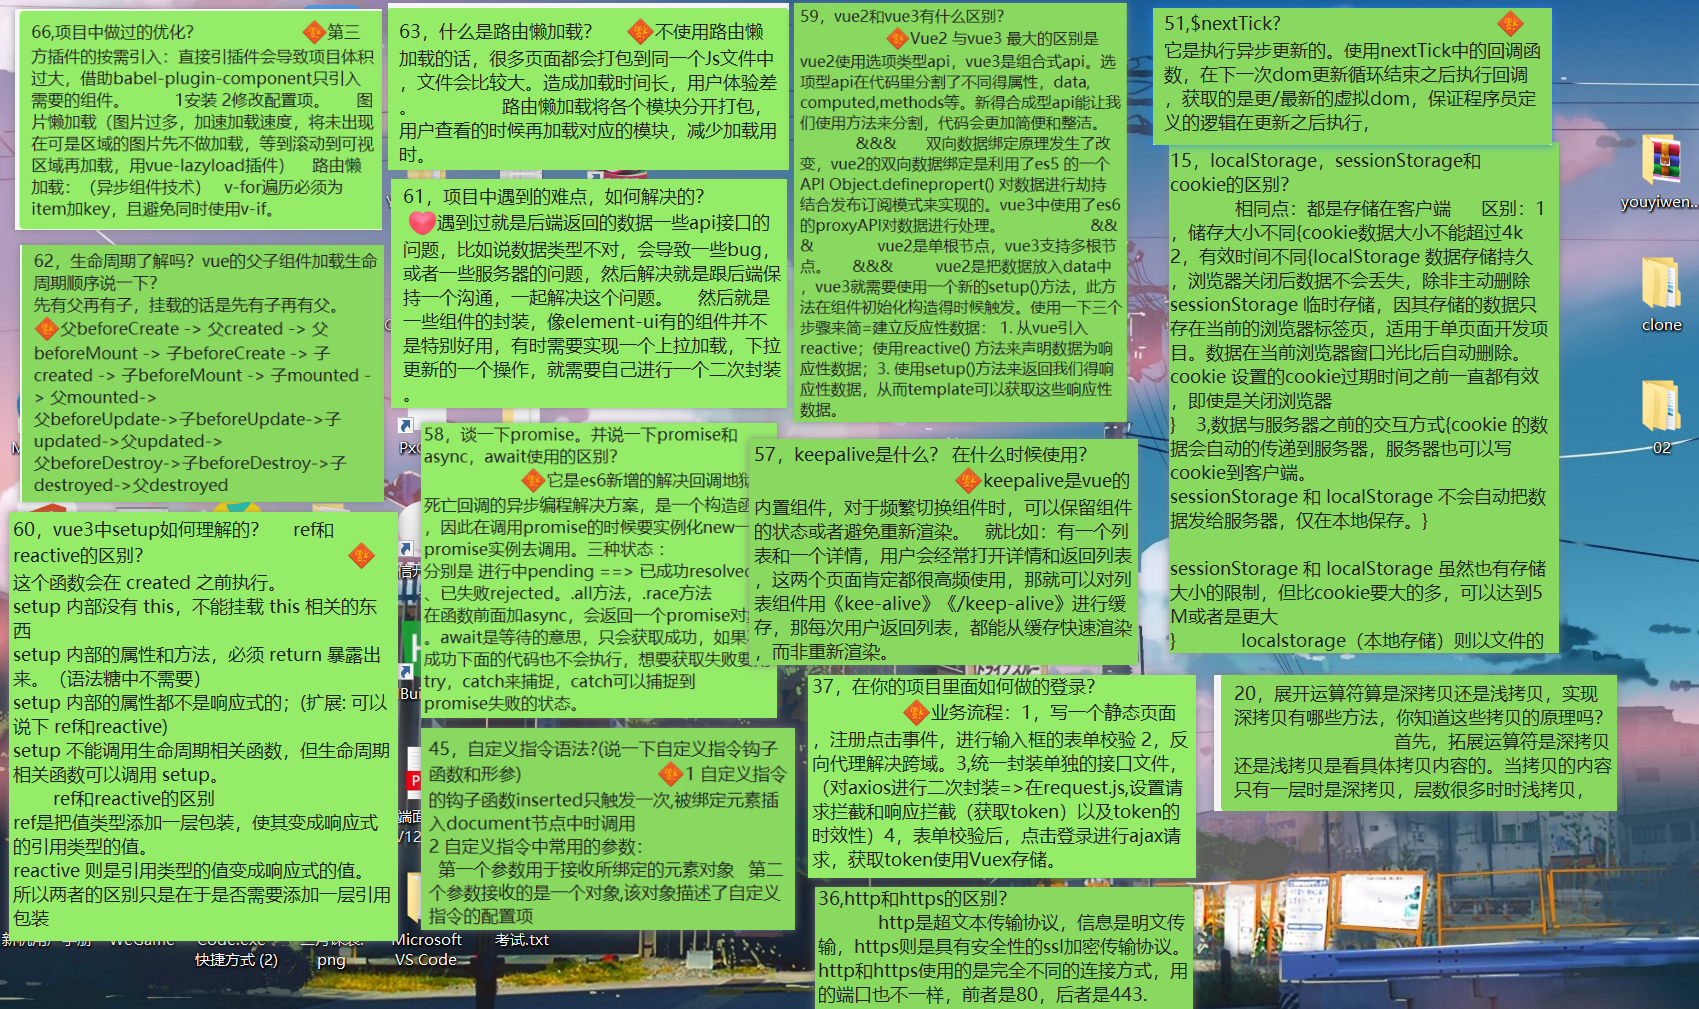 66,项目中做过的优化? 第三
方插件的按需引入：直接引插件会导致项目体积
过大，借助babel-plugin-component只引入
需要的组件。 1安装 2修改配置项。 图
片懒加载（图片过多，加速加载速度，将未出现
在可是区域的图片先不做加载，等到滚动到可视
区域再加载，用vue-lazyload插件） 路由懒
加载：（异步组件技术） v-for遍历必须为
item加key，且避免同时使用v-if。
62，生命周期了解吗？vue的父子组件加载生命
周期顺序说一下？
先有父再有子，挂载的话是先有子再有父。
父beforeCreate -> 父created -> 父
beforeMount -> 子beforeCreate -> 子
created -> 子beforeMount -> 子mounted -
> 父mounted->
父beforeUpdate->子beforeUpdate->子
updated->父updated->
父beforeDestroy->子beforeDestroy->子
destroyed->父destroyed
60，vue3中setup如何理解的？ ref和
reactive的区别?
这个函数会在 created 之前执行。
setup 内部没有 this，不能挂载 this 相关的东
西
setup 内部的属性和方法，必须 return 暴露出
来。（语法糖中不需要）
setup 内部的属性都不是响应式的；(扩展: 可以
说下 ref和reactive)
setup 不能调用生命周期相关函数，但生命周期
相关函数可以调用 setup。
ref和reactive的区别
ref是把值类型添加一层包装，使其变成响应式
的引用类型的值。
reactive 则是引用类型的值变成响应式的值。
所以两者的区别只是在于是否需要添加一层引用
包装
63，什么是路由懒加载？ 不使用路由懒
加载的话，很多页面都会打包到同一个Js文件中
，文件会比较大。造成加载时间长，用户体验差
。 路由懒加载将各个模块分开打包，
用户查看的时候再加载对应的模块，减少加载用
时。
61，项目中遇到的难点，如何解决的？
遇到过就是后端返回的数据一些api接口的
问题，比如说数据类型不对，会导致一些bug，
或者一些服务器的问题，然后解决就是跟后端保
持一个沟通，一起解决这个问题。 然后就是
一些组件的封装，像element-ui有的组件并不
是特别好用，有时需要实现一个上拉加载，下拉
更新的一个操作，就需要自己进行一个二次封装
。
58，谈一下promise。并说一下promise和
async，await使用的区别？
它是es6新增的解决回调地狱
死亡回调的异步编程解决方案，是一个构造函
，因此在调用promise的时候要实例化new一
promise实例去调用。三种状态：
分别是 进行中pending ==> 已成功resolved
、已失败rejected。.all方法，.race方法
在函数前面加async，会返回一个promise对
。await是等待的意思，只会获取成功，如果
成功下面的代码也不会执行，想要获取失败要用
try，catch来捕捉，catch可以捕捉到
promise失败的状态。
45，自定义指令语法?(说一下自定义指令钩子
函数和形参) 1 自定义指令
的钩子函数inserted只触发一次,被绑定元素插
入document节点中时调用
2 自定义指令中常用的参数：
第一个参数用于接收所绑定的元素对象 第二
个参数接收的是一个对象,该对象描述了自定义
指令的配置项
59，vue2和vue3有什么区别?
Vue2 与vue3 最大的区别是
vue2使用选项类型api，vue3是组合式api。选
项型api在代码里分割了不同得属性，data,
computed,methods等。新得合成型api能让我
们使用方法来分割，代码会更加简便和整洁。
&&& 双向数据绑定原理发生了改
变，vue2的双向数据绑定是利用了es5 的一个
API Object.definepropert() 对数据进行劫持
结合发布订阅模式来实现的。vue3中使用了es6
的proxyAPI对数据进行处理。 &&
& vue2是单根节点，vue3支持多根节
点。 &&& vue2是把数据放入data中
，vue3就需要使用一个新的setup()方法，此方
法在组件初始化构造得时候触发。使用一下三个
步骤来简=建立反应性数据： 1. 从vue引入
reactive；使用reactive() 方法来声明数据为响
应性数据；3. 使用setup()方法来返回我们得响
应性数据，从而template可以获取这些响应性
数据。
57，keepalive是什么？ 在什么时候使用？
keepalive是vue的
内置组件，对于频繁切换组件时，可以保留组件
的状态或者避免重新渲染。 就比如：有一个列
表和一个详情，用户会经常打开详情和返回列表
，这两个页面肯定都很高频使用，那就可以对列
表组件用《kee-alive》《/keep-alive》进行缓
存，那每次用户返回列表，都能从缓存快速渲染
，而非重新渲染。
37，在你的项目里面如何做的登录？
业务流程：1，写一个静态页面
，注册点击事件，进行输入框的表单校验 2，反
向代理解决跨域。3,统一封装单独的接口文件，
（对axios进行二次封装=>在request.js,设置请
求拦截和响应拦截（获取token）以及token的
时效性）4，表单校验后，点击登录进行ajax请
求，获取token使用Vuex存储。
36,http和https的区别?
http是超文本传输协议，信息是明文传
输，https则是具有安全性的ssl加密传输协议。
http和https使用的是完全不同的连接方式，用
的端口也不一样，前者是80，后者是443.
51,$nextTick?
它是执行异步更新的。使用nextTick中的回调函
数，在下一次dom更新循环结束之后执行回调
，获取的是更/最新的虚拟dom，保证程序员定
义的逻辑在更新之后执行，
15，localStorage，sessionStorage和
cookie的区别？
相同点：都是存储在客户端 区别：1
，储存大小不同{cookie数据大小不能超过4k
2，有效时间不同{localStorage 数据存储持久
，浏览器关闭后数据不会丢失，除非主动删除
sessionStorage 临时存储，因其存储的数据只
存在当前的浏览器标签页，适用于单页面开发项
目。数据在当前浏览器窗口光比后自动删除。
cookie 设置的cookie过期时间之前一直都有效
，即使是关闭浏览器
} 3,数据与服务器之前的交互方式{cookie 的数
据会自动的传递到服务器，服务器也可以写
cookie到客户端。
sessionStorage 和 localStorage 不会自动把数
据发给服务器，仅在本地保存。}
sessionStorage 和 localStorage 虽然也有存储
大小的限制，但比cookie要大的多，可以达到5
M或者是更大
} localstorage（本地存储）则以文件的
20，展开运算符算是深拷贝还是浅拷贝，实现
深拷贝有哪些方法，你知道这些拷贝的原理吗？
首先，拓展运算符是深拷贝
还是浅拷贝是看具体拷贝内容的。当拷贝的内容
只有一层时是深拷贝，层数很多时时浅拷贝，
youyiwen...
clone
02
WeGame
Code.exe
快捷方式 (2)
png
Microsoft
VS Code
考试.txt